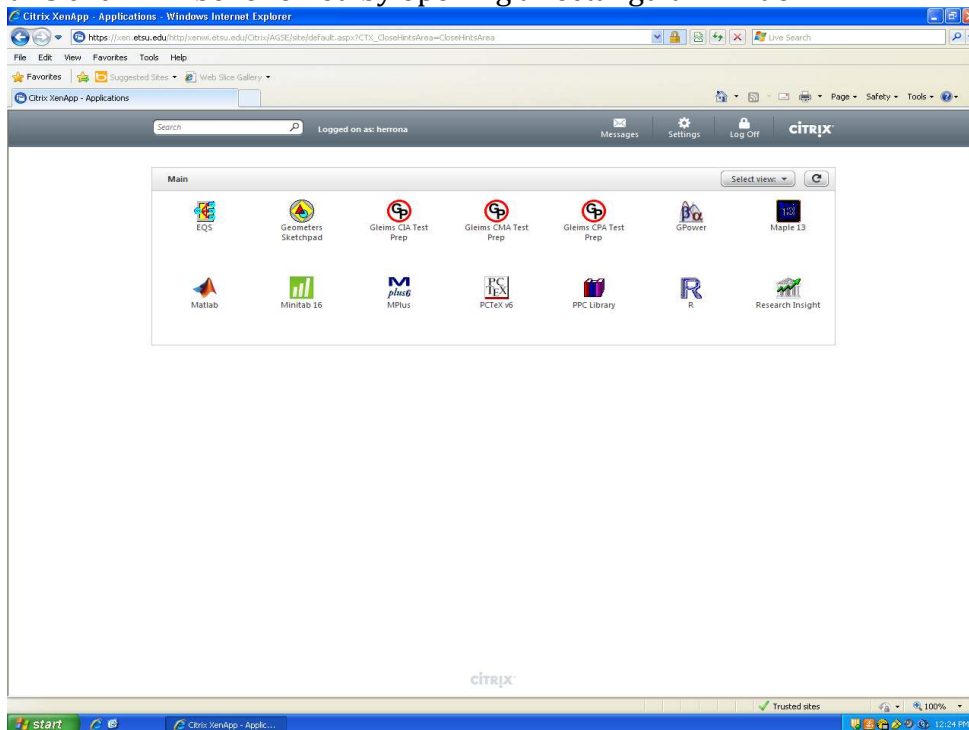 Citrix XenApp - Applications - Windows Internet Explorer
https://xen.etsu.edu/http/xenwi.etsu.edu/Citrix/AGSE/site/default.aspx?CTX_CloseHintsArea=CloseHintsArea
Live Search
File Edit View Favorites Tools Help
Favorites Suggested Sites Web Slice Gallery
Citrix XenApp - Applications
Page Safety Tools
Search Logged on as: herrona Messages Settings Log Off CITRIX
Main Select view:
EQS Geometers Sketchpad Gleims CIA Test Prep Gleims CMA Test Prep Gleims CPA Test Prep GPower Maple 13
Matlab Minitab 16 MPlus PCTeX v6 PPC Library R Research Insight
CITRIX
Trusted sites 100%
start Citrix XenApp - Applic... 12:24 PM